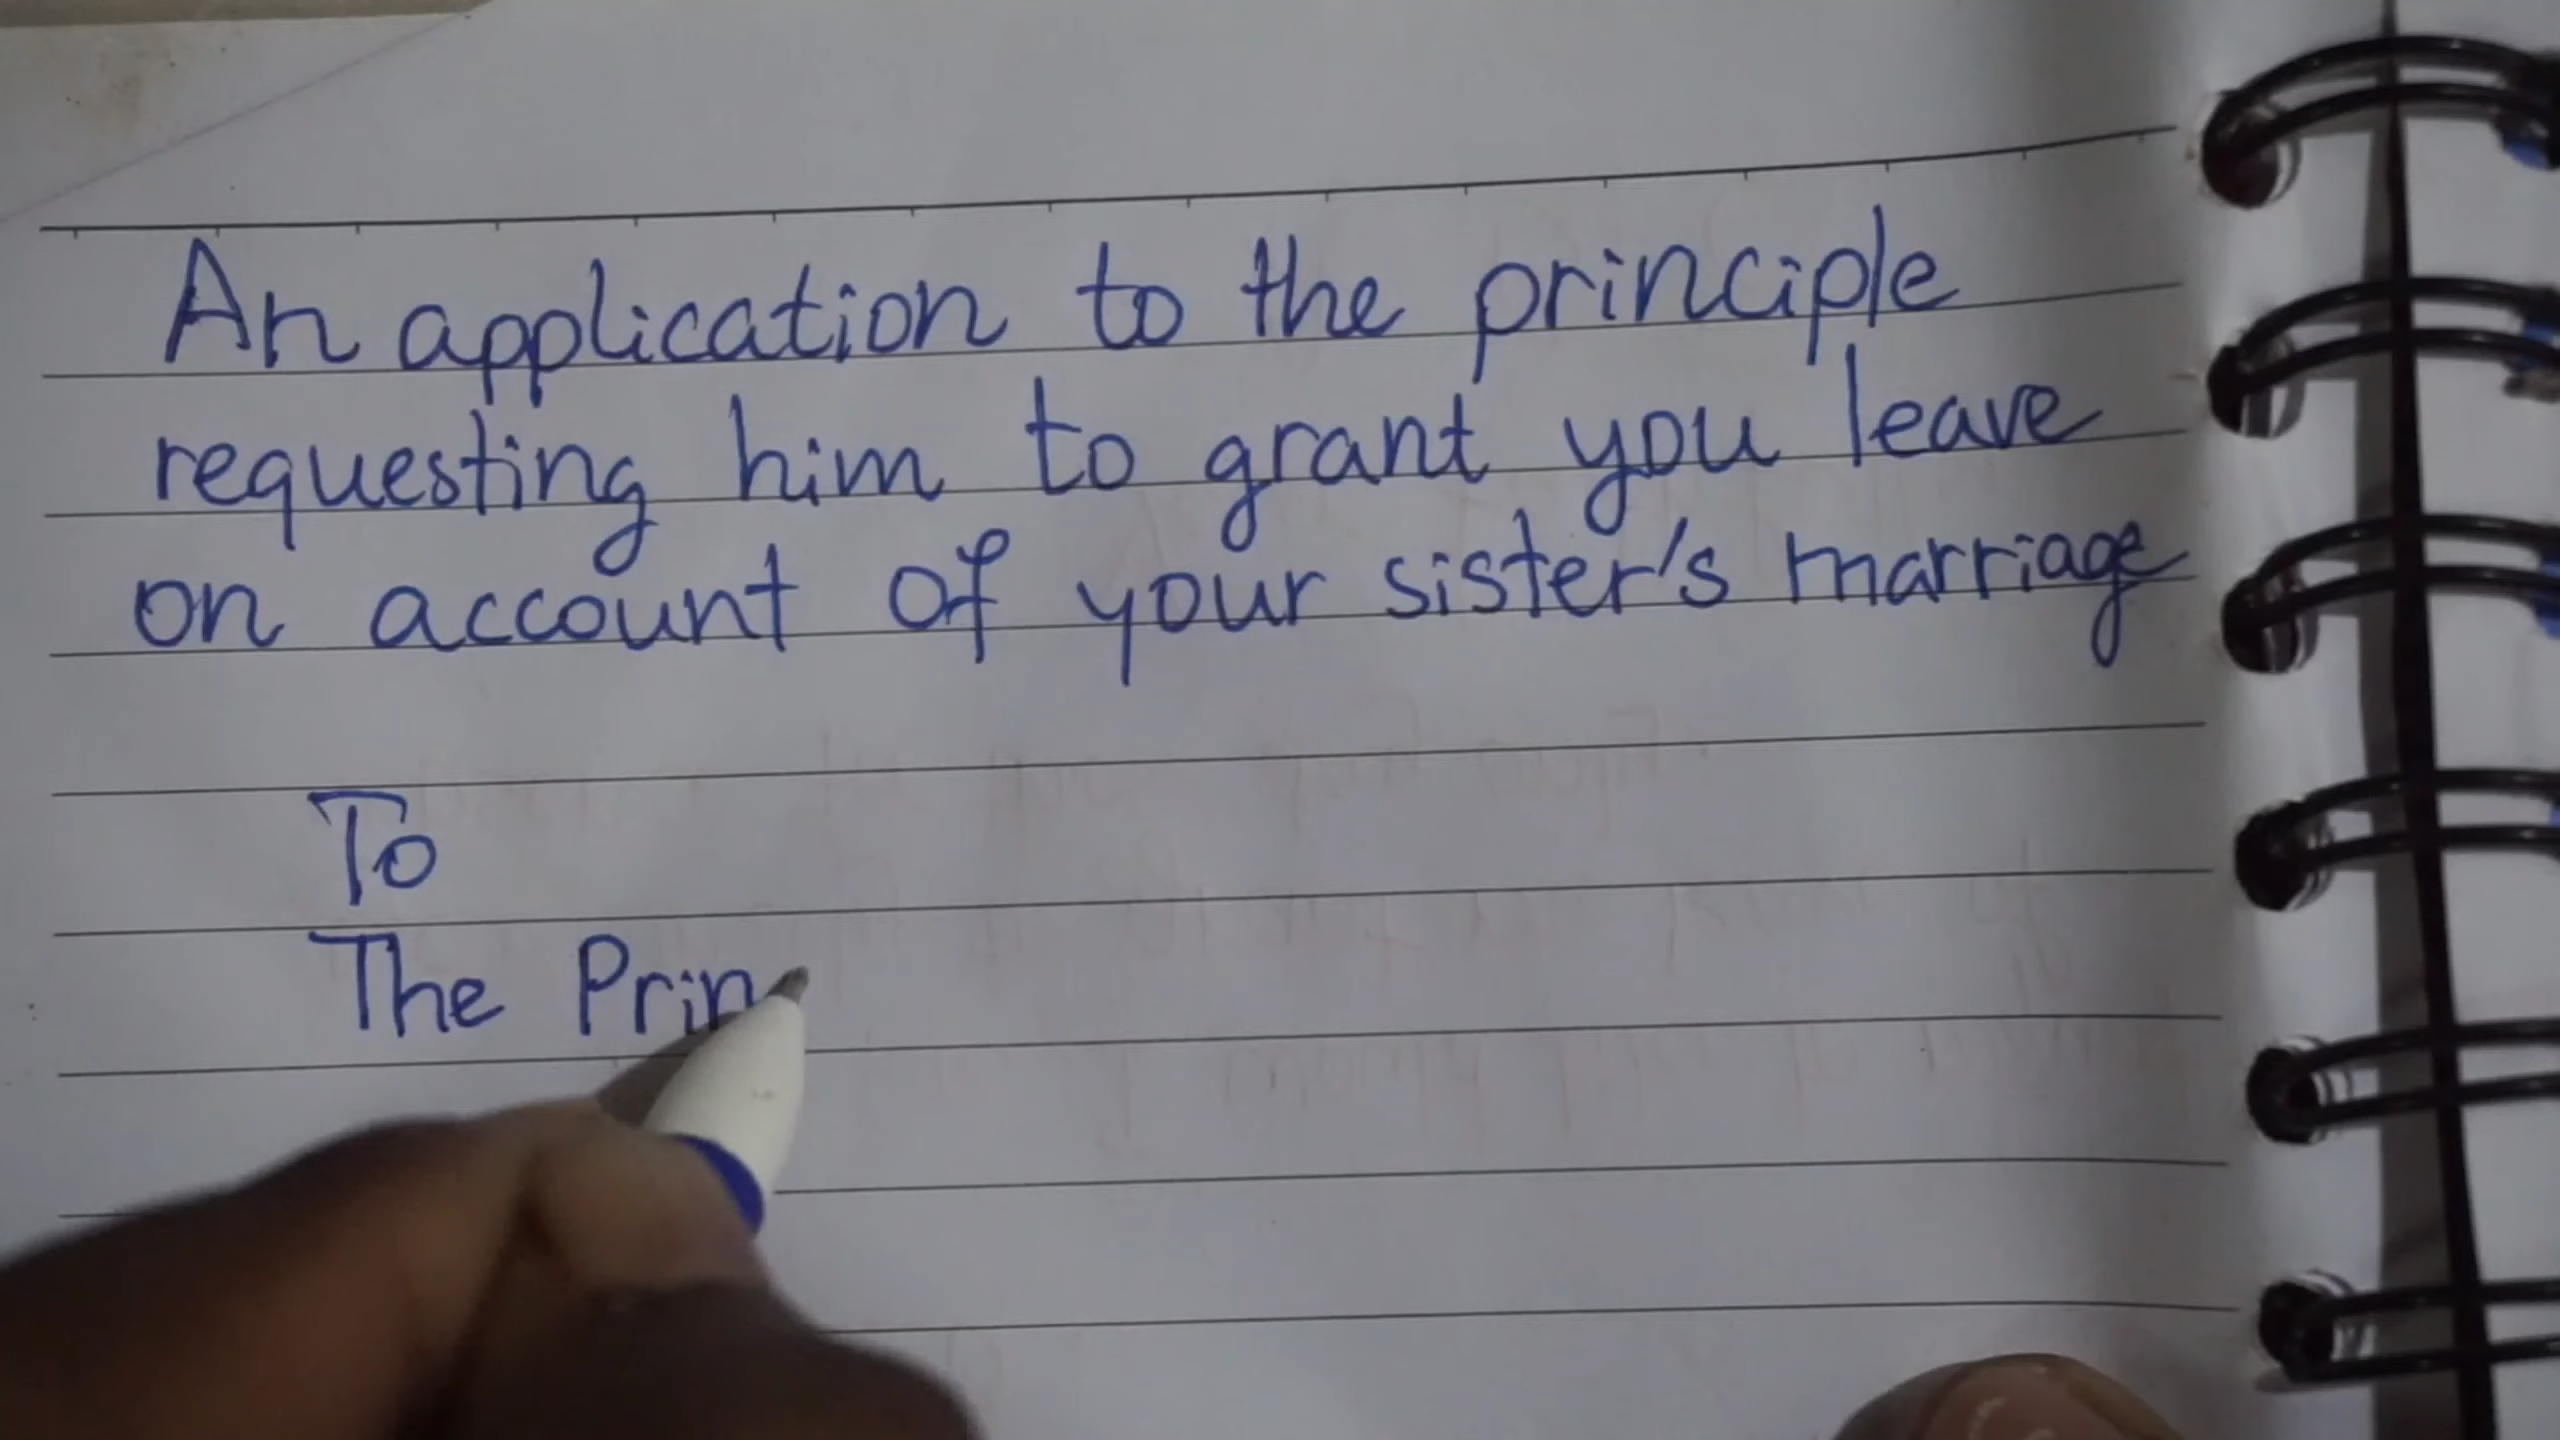 An application to the principle
requesting him to grant you leave
on account of your sister's marriage
To
The Prin